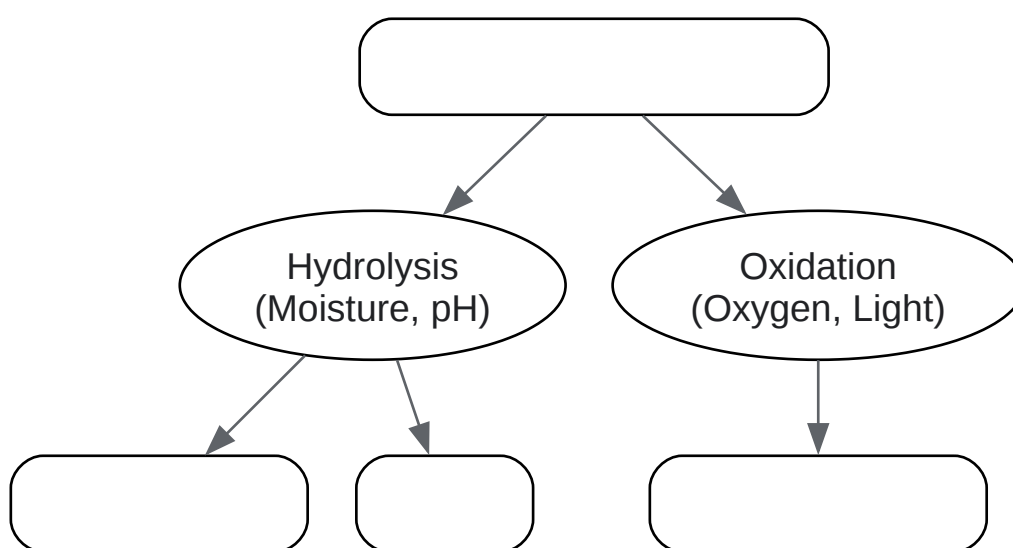 Hydrolysis
(Moisture, pH)
Oxidation
(Oxygen, Light)